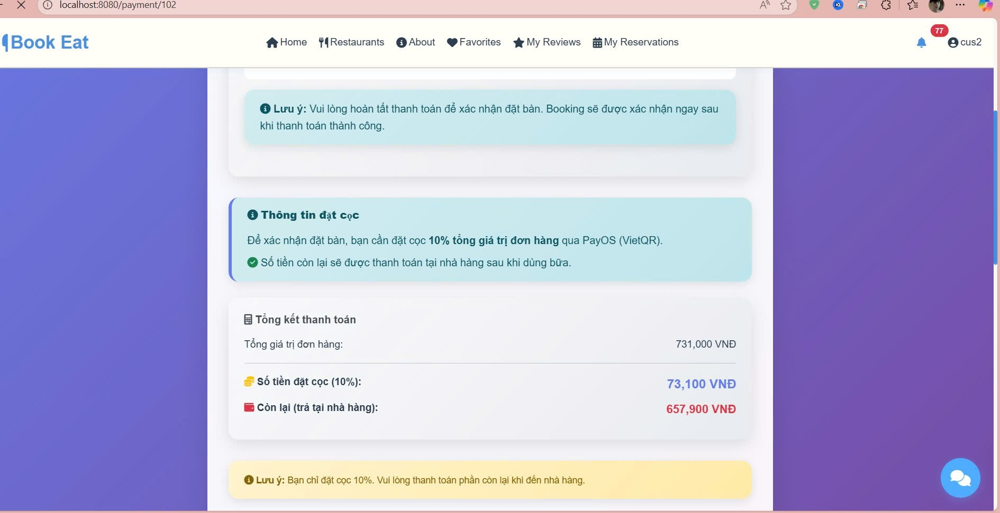 localhost:8080/payment/102
Book Eat
Home Restaurants About Favorites My Reviews My Reservations
77
cus2
Lưu ý: Vui lòng hoàn tất thanh toán để xác nhận đặt bàn. Booking sẽ được xác nhận ngay sau
khi thanh toán thành công.
Thông tin đặt cọc
Để xác nhận đặt bàn, bạn cần đặt cọc 10% tổng giá trị đơn hàng qua PayOS (VietQR).
Số tiền còn lại sẽ được thanh toán tại nhà hàng sau khi dùng bữa.
Tổng kết thanh toán
Tổng giá trị đơn hàng: 731,000 VNĐ
Số tiền đặt cọc (10%): 73,100 VNĐ
Còn lại (trả tại nhà hàng): 657,900 VNĐ
Lưu ý: Bạn chỉ đặt cọc 10%. Vui lòng thanh toán phần còn lại khi đến nhà hàng.